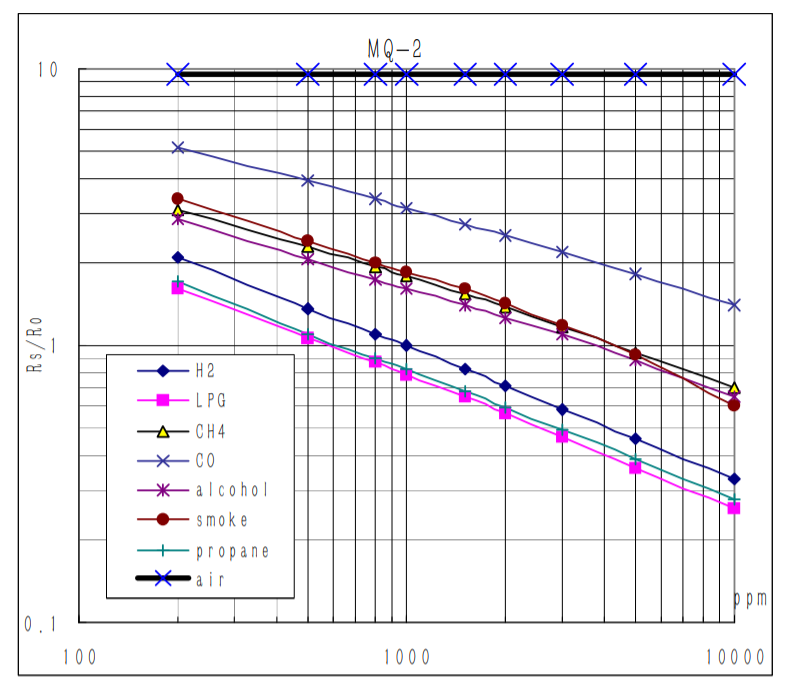 MQ-2
10
1
0.1
Rs/Ro
H2
LPG
CH4
CO
alcohol
smoke
propane
air
ppm
100
1000
10000